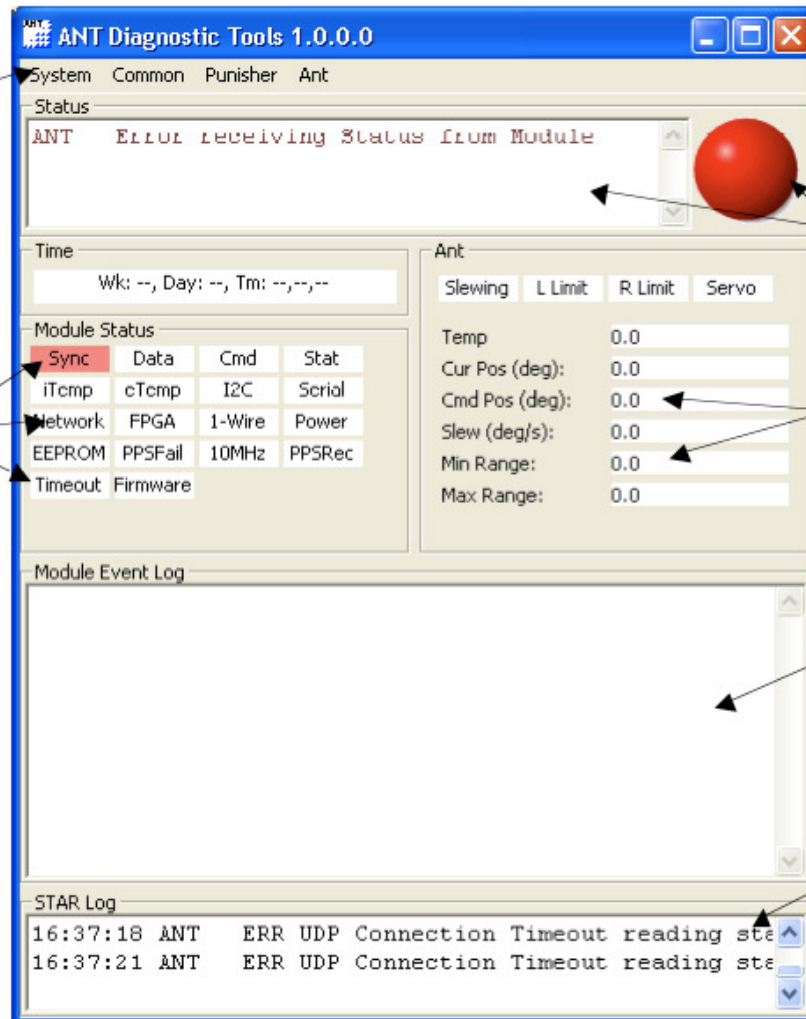 ANT Diagnostic Tools 1.0.0.0
System Common Punisher Ant
Status
ANT Error receiving Status from Module
Time
Wk: --, Day: --, Tm: --,--,--
Module Status
Sync Data Cmd Stat
iTemp cTemp I2C Serial
Network FPGA 1-Wire Power
EEPROM PPSFail 10MHz PPSRec
Timeout Firmware
Ant
Slewing L Limit R Limit Servo
Temp 0.0
Cur Pos (deg): 0.0
Cmd Pos (deg): 0.0
Slew (deg/s): 0.0
Min Range: 0.0
Max Range: 0.0
Module Event Log
STAR Log
16:37:18 ANT ERR UDP Connection Timeout reading sta
16:37:21 ANT ERR UDP Connection Timeout reading sta